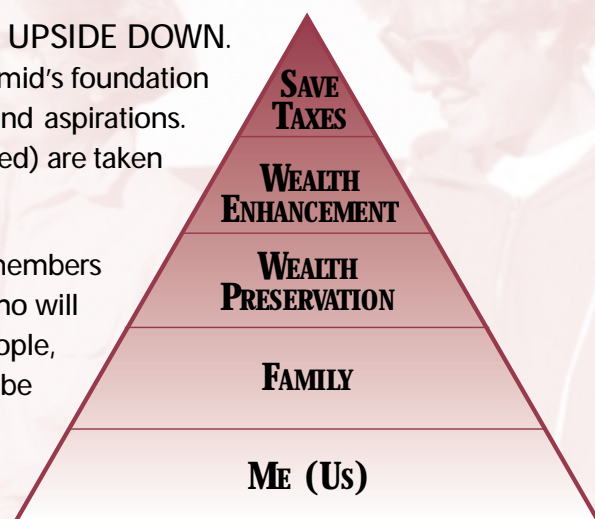 UPSIDE DOWN.
mid's foundation
nd aspirations.
ed) are taken
members
ho will
ople,
be
SAVE
TAXES
WEALTH
ENHANCEMENT
WEALTH
PRESERVATION
FAMILY
ME (US)